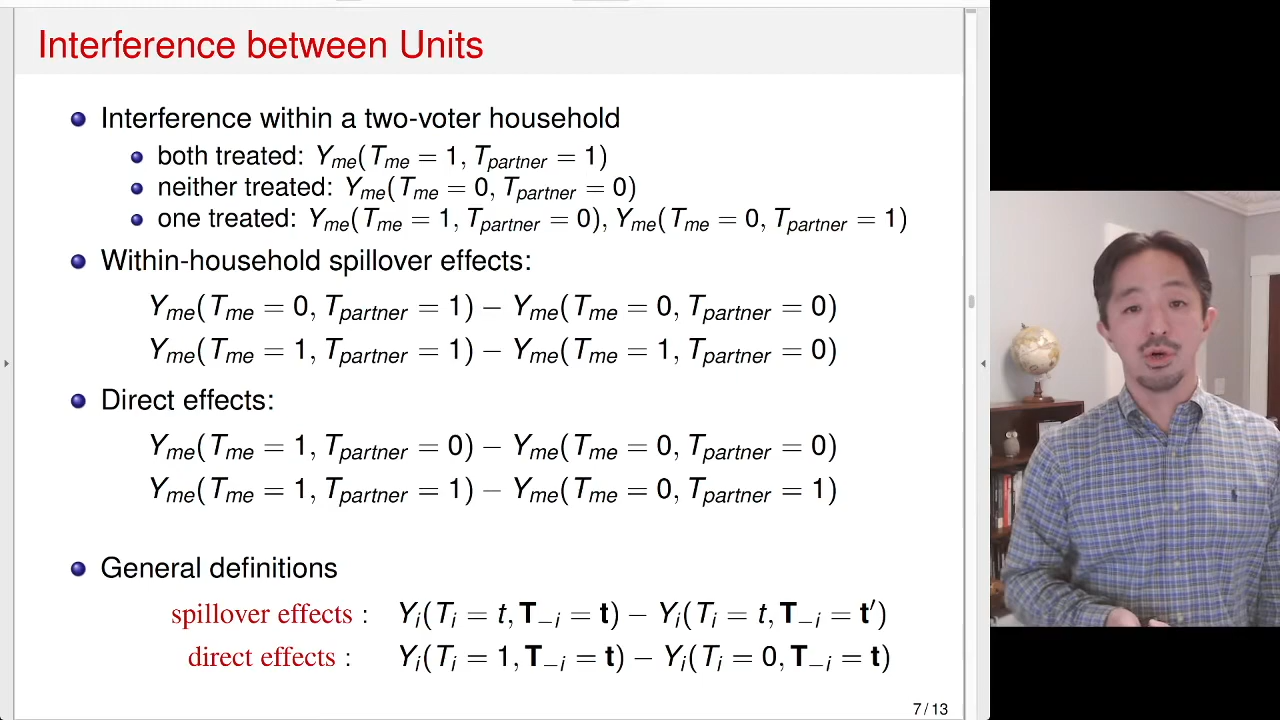 Interference between Units
Interference within a two-voter household
both treated: Y_me(T_me = 1, T_partner = 1)
neither treated: Y_me(T_me = 0, T_partner = 0)
one treated: Y_me(T_me = 1, T_partner = 0), Y_me(T_me = 0, T_partner = 1)
Within-household spillover effects:
Y_me(T_me = 0, T_partner = 1) − Y_me(T_me = 0, T_partner = 0)
Y_me(T_me = 1, T_partner = 1) − Y_me(T_me = 1, T_partner = 0)
Direct effects:
Y_me(T_me = 1, T_partner = 0) − Y_me(T_me = 0, T_partner = 0)
Y_me(T_me = 1, T_partner = 1) − Y_me(T_me = 0, T_partner = 1)
General definitions
spillover effects : Y_i(T_i = t, T_−i = t) − Y_i(T_i = t, T_−i = t′)
direct effects : Y_i(T_i = 1, T_−i = t) − Y_i(T_i = 0, T_−i = t)
7 / 13